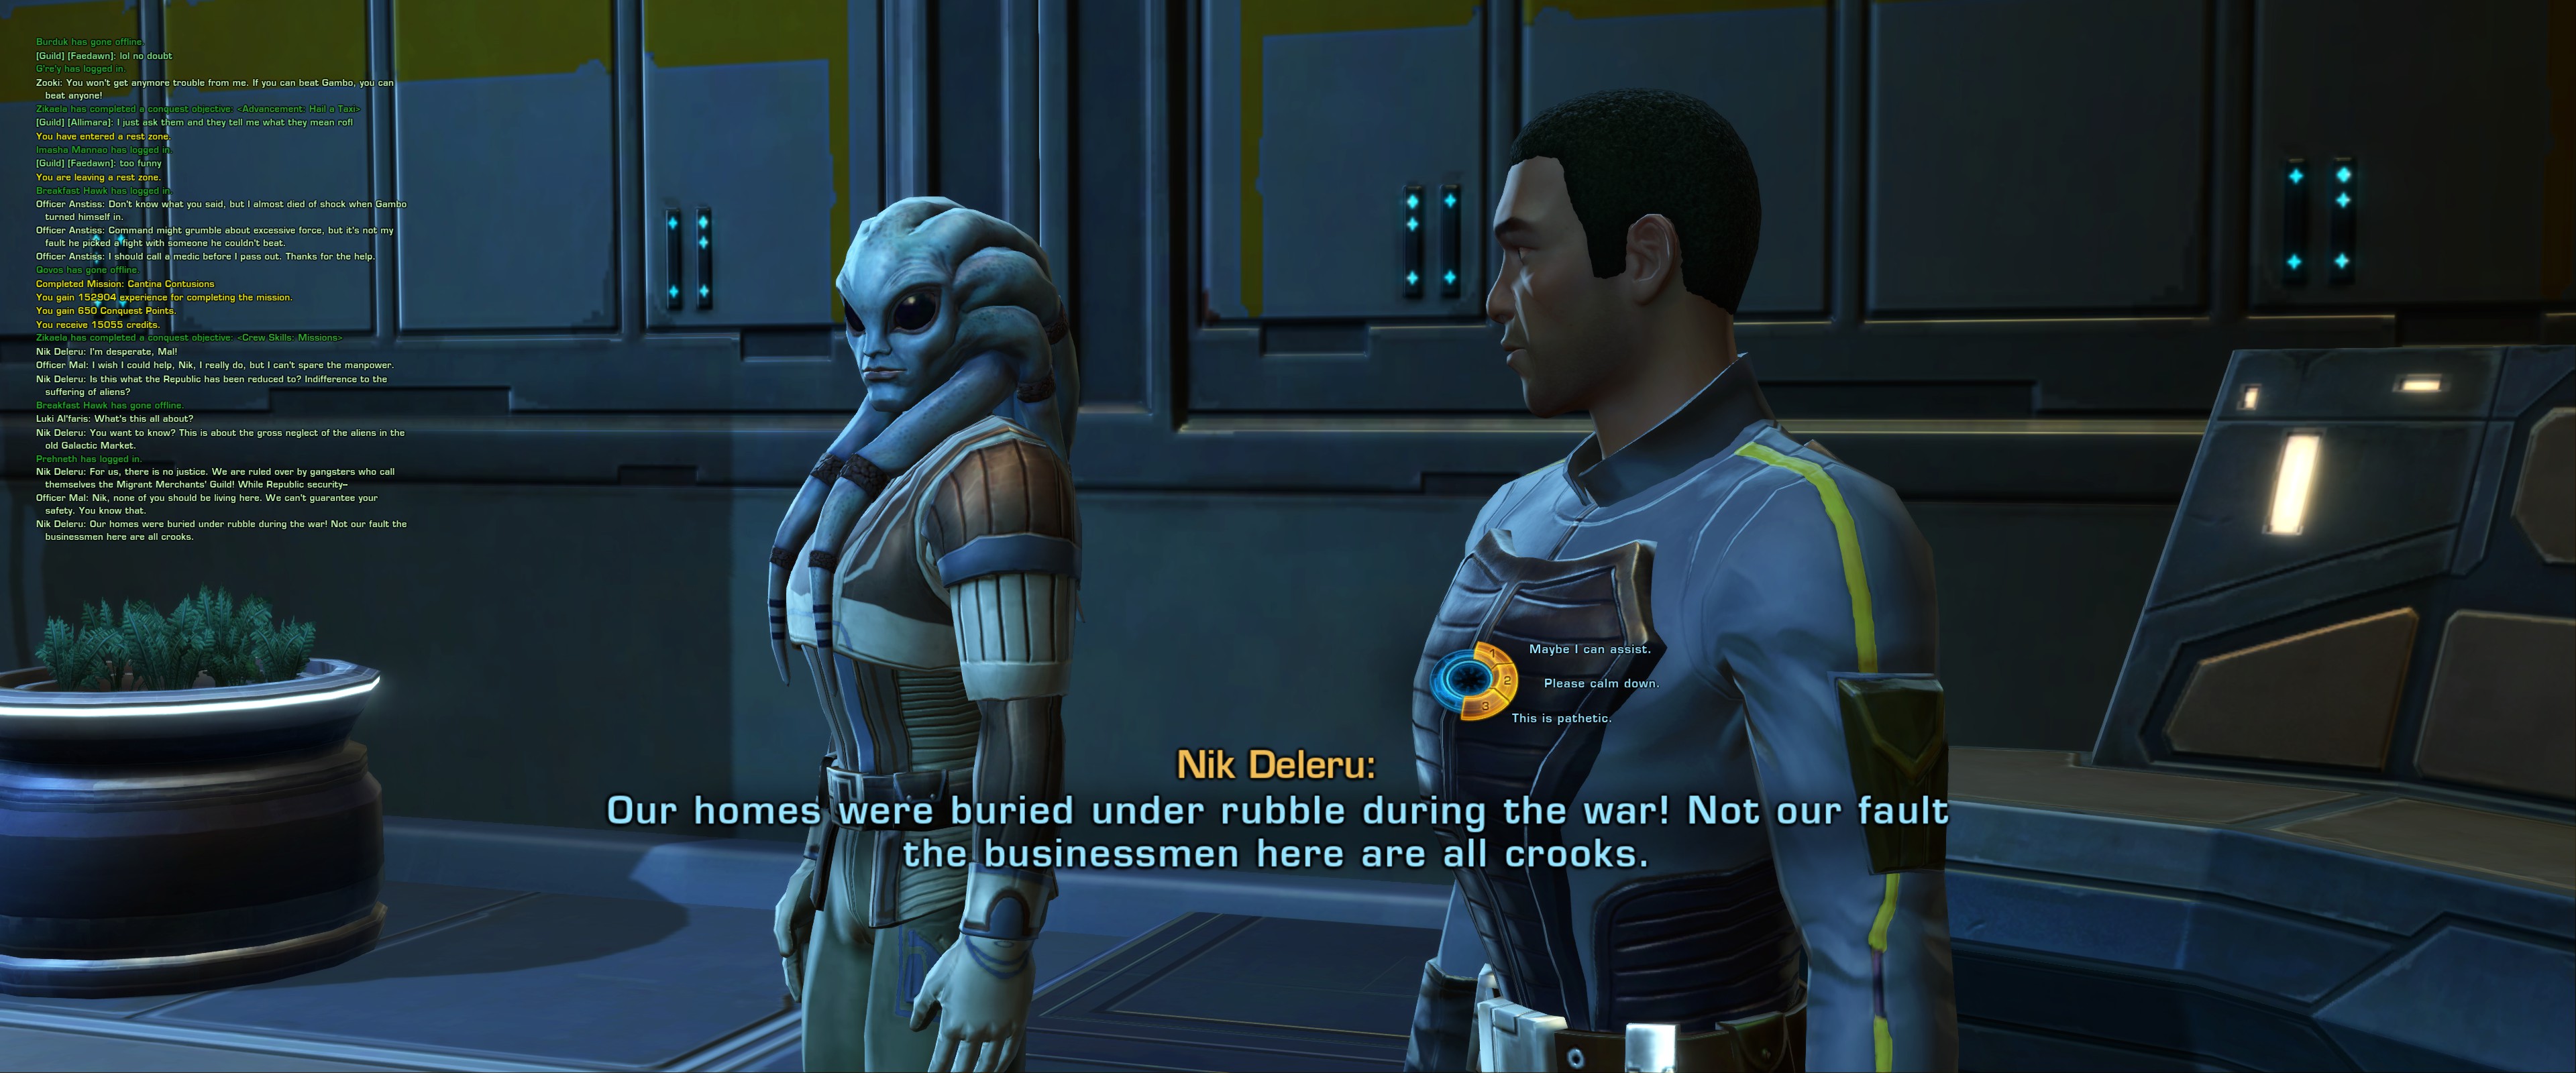 Burduk has gone offline.
[Guild] [Faedawn]: lol no doubt
G're'y has logged in.
Zooki: You won't get anymore trouble from me. If you can beat Gambo, you can
beat anyone!
Zikaela has completed a conquest objective: <Advancement: Hail a Taxi>
[Guild] [Allimara]: I just ask them and they tell me what they mean rofl
You have entered a rest zone.
Imasha Mannao has logged in.
[Guild] [Faedawn]: too funny
You are leaving a rest zone.
Breakfast Hawk has logged in.
Officer Anstiss: Don't know what you said, but I almost died of shock when Gambo
turned himself in.
Officer Anstiss: Command might grumble about excessive force, but it's not my
fault he picked a fight with someone he couldn't beat.
Officer Anstiss: I should call a medic before I pass out. Thanks for the help.
Qovos has gone offline.
Completed Mission: Cantina Contusions
You gain 152904 experience for completing the mission.
You gain 650 Conquest Points.
You receive 15055 credits.
Zikaela has completed a conquest objective: <Crew Skills: Missions>
Nik Deleru: I'm desperate, Mal!
Officer Mal: I wish I could help, Nik, I really do, but I can't spare the manpower.
Nik Deleru: Is this what the Republic has been reduced to? Indifference to the
suffering of aliens?
Breakfast Hawk has gone offline.
Luki Al'faris: What's this all about?
Nik Deleru: You want to know? This is about the gross neglect of the aliens in the
old Galactic Market.
Prehneth has logged in.
Nik Deleru: For us, there is no justice. We are ruled over by gangsters who call
themselves the Migrant Merchants' Guild! While Republic security—
Officer Mal: Nik, none of you should be living here. We can't guarantee your
safety. You know that.
Nik Deleru: Our homes were buried under rubble during the war! Not our fault the
businessmen here are all crooks.
1 Maybe I can assist.
2 Please calm down.
3 This is pathetic.
Nik Deleru:
Our homes were buried under rubble during the war! Not our fault
the businessmen here are all crooks.